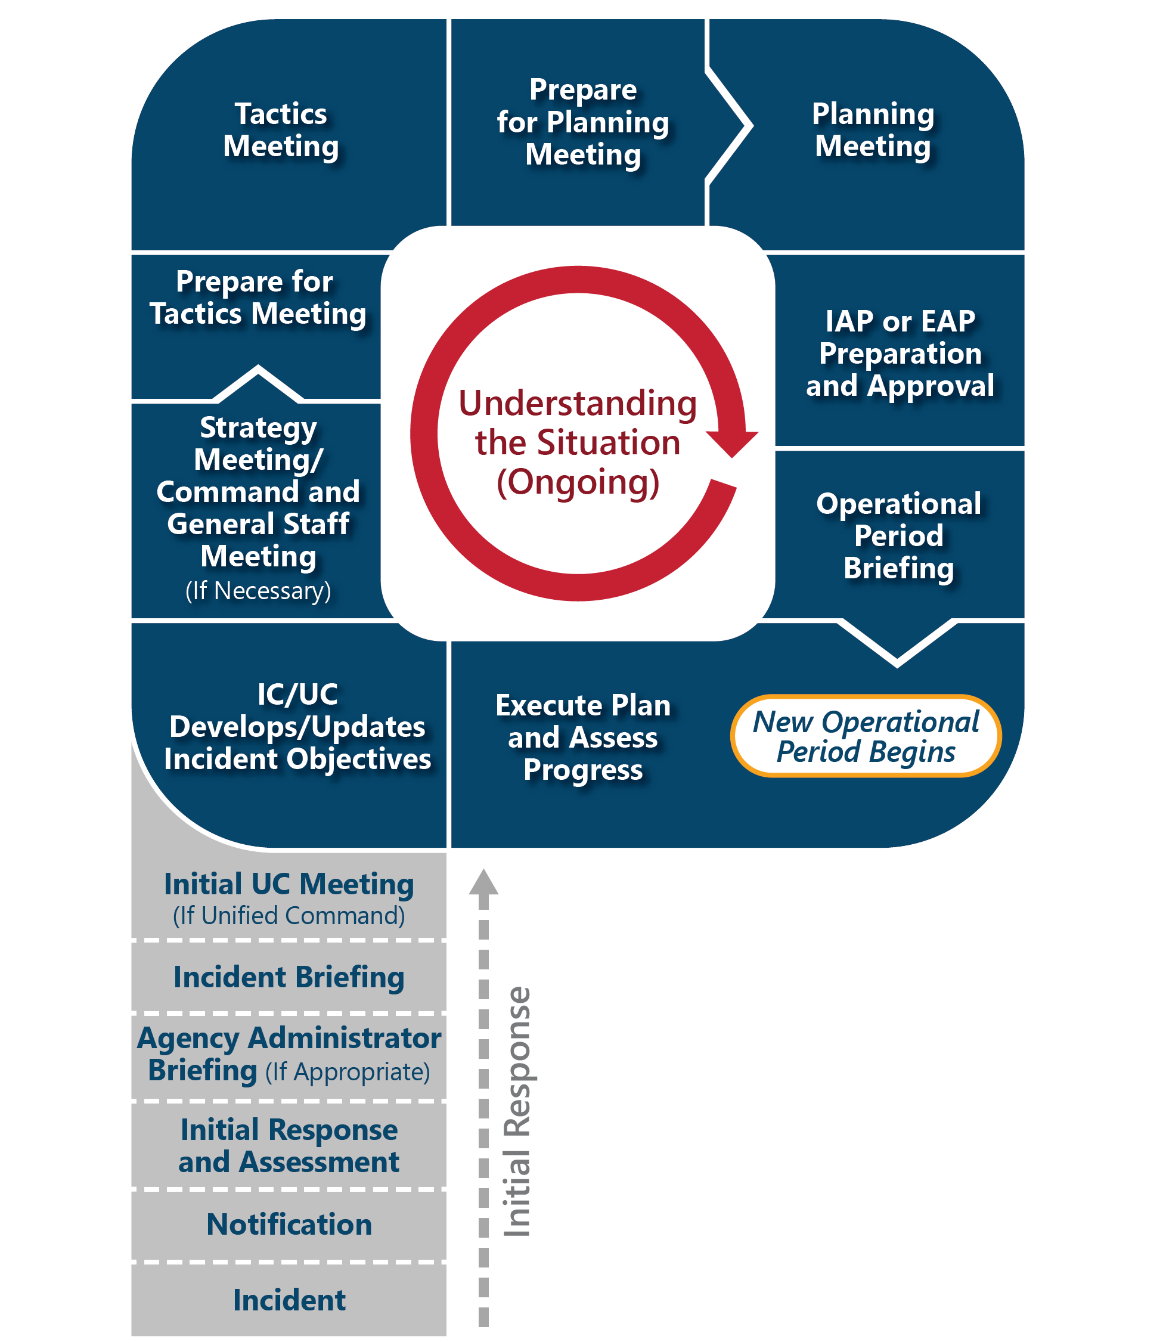 Tactics
Meeting
Prepare
for Planning
Meeting
Planning
Meeting
Prepare for
Tactics Meeting
IAP or EAP
Preparation
and Approval
Understanding
the Situation
(Ongoing)
Strategy
Meeting/
Command and
General Staff
Meeting
(If Necessary)
Operational
Period
Briefing
IC/UC
Develops/Updates
Incident Objectives
Execute Plan
and Assess
Progress
New Operational
Period Begins
Initial UC Meeting
(If Unified Command)
Incident Briefing
Agency Administrator
Briefing (If Appropriate)
Initial Response
and Assessment
Notification
Incident
Initial Response